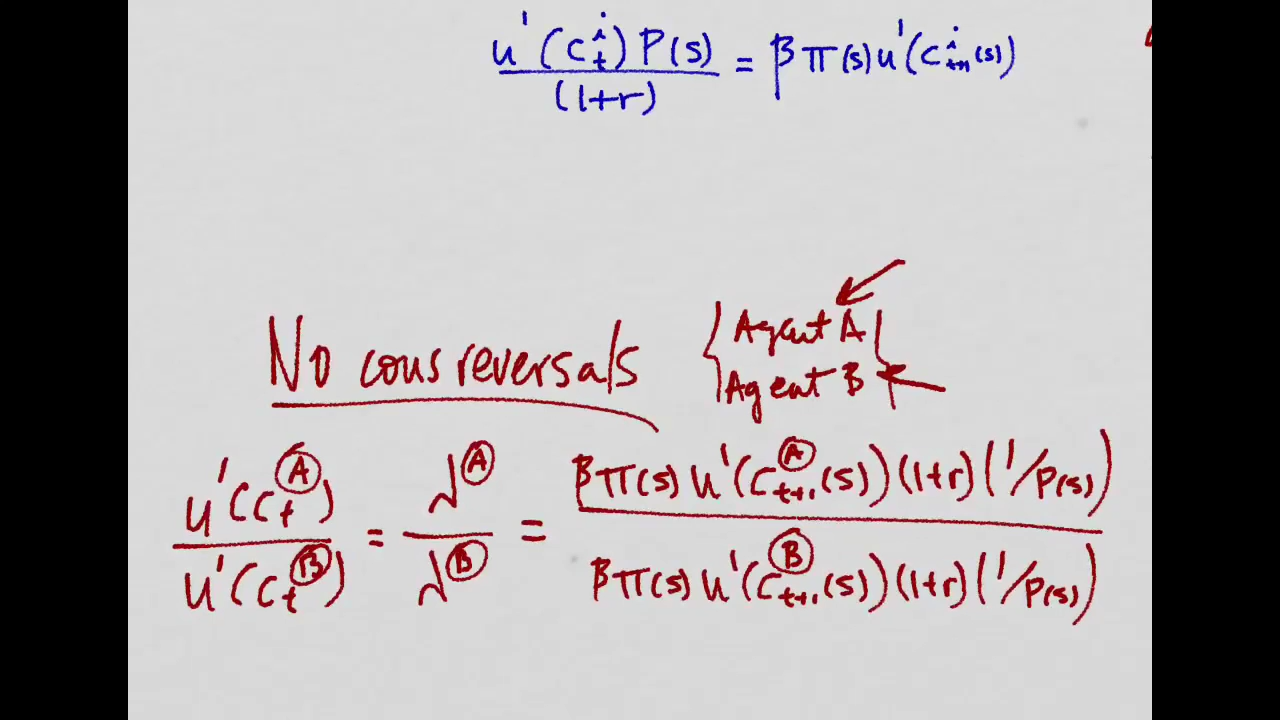 u'(c_t^i) P(s) / (1+r) = β π(s) u'(c_{t+1}^i(s))
No cons reversals { Agent A
Agent B }
u'(c_t^A) / u'(c_t^B) = λ^A / λ^B = β π(s) u'(c_{t+1}^A(s)) (1+r) (1/P(s)) / β π(s) u'(c_{t+1}^B(s)) (1+r) (1/P(s))